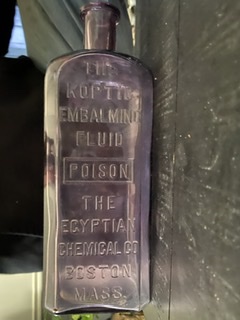 THE
KOPTIC
EMBALMING
FLUID
POISON
THE
EGYPTIAN
CHEMICAL CO
BOSTON
MASS.